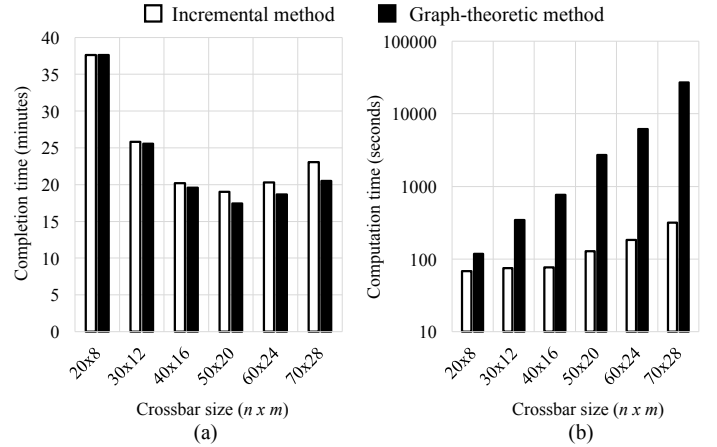 Incremental method
Graph-theoretic method
Completion time (minutes)
40
35
30
25
20
15
10
5
0
20x8
30x12
40x16
50x20
60x24
70x28
Crossbar size (n x m)
(a)
Computation time (seconds)
100000
10000
1000
100
10
20x8
30x12
40x16
50x20
60x24
70x28
Crossbar size (n x m)
(b)